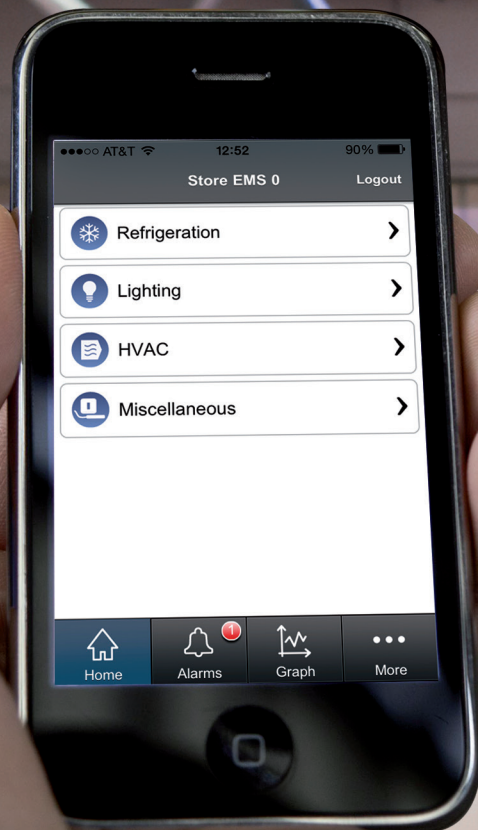 AT&T 12:52 90%
Store EMS 0 Logout
Refrigeration
Lighting
HVAC
Miscellaneous
1
Home Alarms Graph More